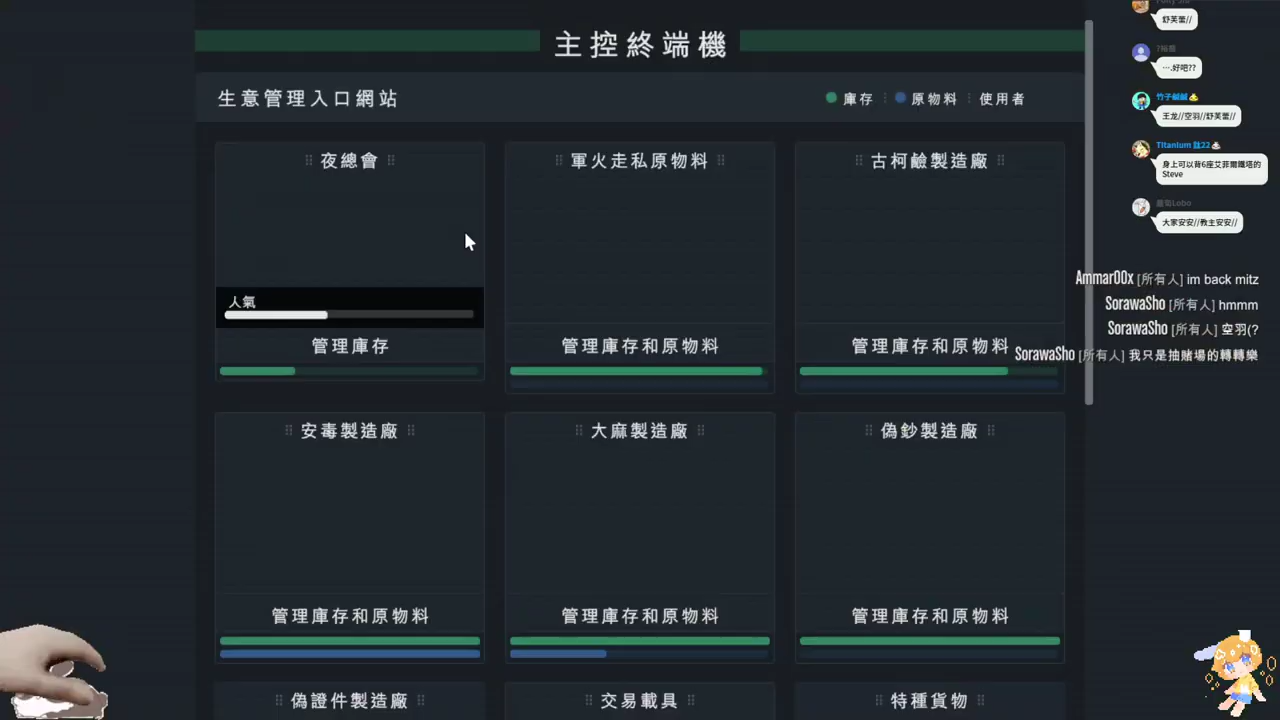 主控終端機
生意管理入口網站
庫存
原物料
使用者
夜總會
人氣
管理庫存
軍火走私原物料
管理庫存和原物料
古柯鹼製造廠
管理庫存和原物料
安毒製造廠
管理庫存和原物料
大麻製造廠
管理庫存和原物料
偽鈔製造廠
管理庫存和原物料
偽證件製造廠
交易載具
特種貨物
舒芙蕾//
….好吧??
竹子鹹鹹
王龙//空羽//舒芙蕾//
Titanium 鈦22
身上可以背6座艾菲爾鐵塔的
Steve
大家安安//教主安安//
Ammar00x [所有人] im back mitz
SorawaSho [所有人] hmmm
SorawaSho [所有人] 空羽(?
SorawaSho [所有人] 我只是抽賭場的轉轉樂